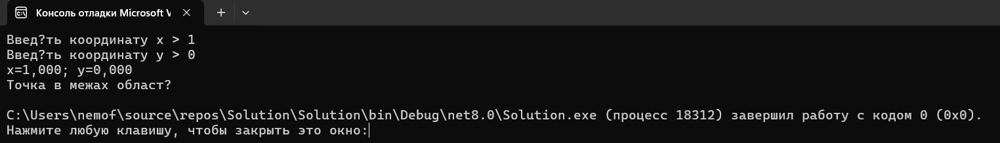 Консоль отладки Microsoft V
Введ?ть координату x > 1
Введ?ть координату y > 0
x=1,000; y=0,000
Точка в межах област?
C:\Users\nemof\source\repos\Solution\Solution\bin\Debug\net8.0\Solution.exe (процесс 18312) завершил работу с кодом 0 (0x0).
Нажмите любую клавишу, чтобы закрыть это окно: